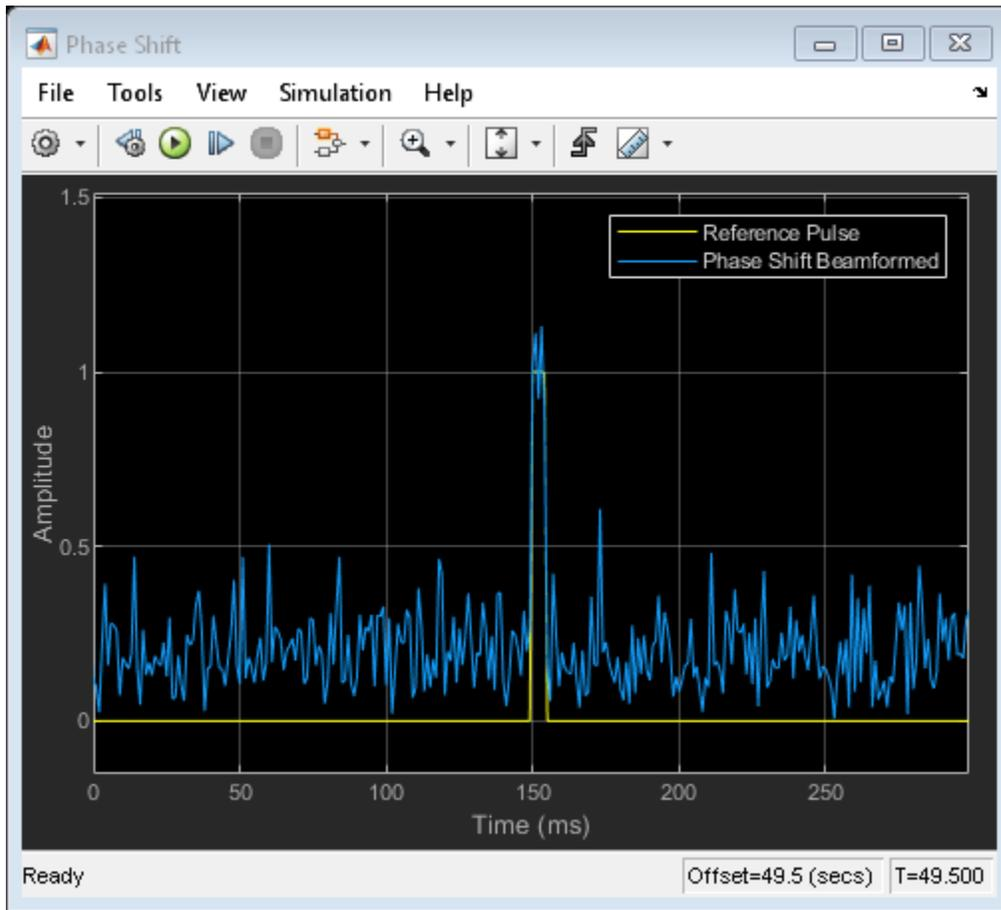 Phase Shift
File Tools View Simulation Help
1.5
Reference Pulse
Phase Shift Beamformed
1
Amplitude
0.5
0
0 50 100 150 200 250
Time (ms)
Ready Offset=49.5 (secs) T=49.500